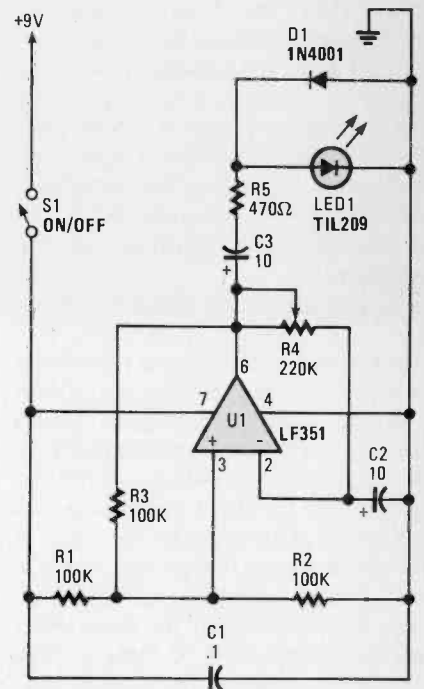 +9V
D1
1N4001
S1
ON/OFF
R5
470Ω
LED1
TIL209
C3
10
+
R4
220K
6
7
4
U1
LF351
+
-
3
2
R3
100K
C2
10
+
R1
100K
R2
100K
C1
.1